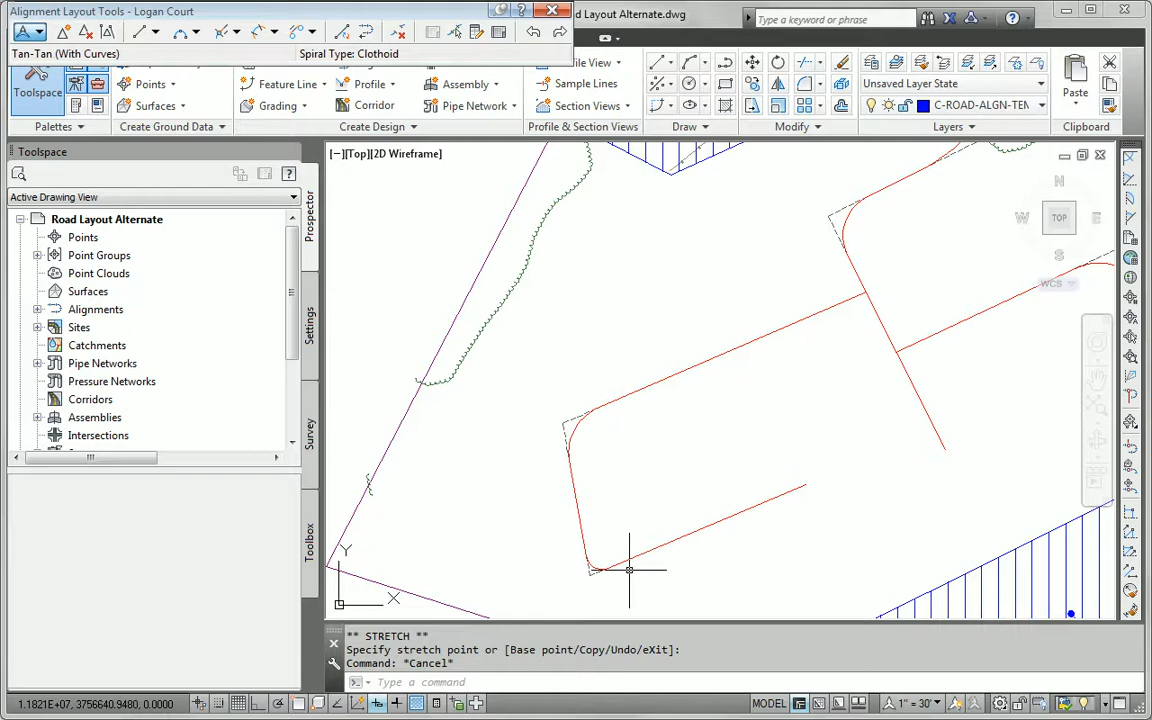 Alignment Layout Tools - Logan Court
Road Layout Alternate.dwg
Type a keyword or phrase
Tan-Tan (With Curves)
Spiral Type: Clothoid
Toolspace
Points
Surfaces
Feature Line
Grading
Profile
Corridor
Assembly
Pipe Network
File View
Sample Lines
Section Views
Unsaved Layer State
C-ROAD-ALGN-TEN
Paste
Palettes
Create Ground Data
Create Design
Profile & Section Views
Draw
Modify
Layers
Clipboard
Toolspace
Active Drawing View
Road Layout Alternate
Points
Point Groups
Point Clouds
Surfaces
Alignments
Sites
Catchments
Pipe Networks
Pressure Networks
Corridors
Assemblies
Intersections
Prospector
Settings
Survey
Toolbox
[−][Top][2D Wireframe]
N
W
TOP
E
S
WCS
Y
X
** STRETCH **
Specify stretch point or [Base point/Copy/Undo/eXit]:
Command: *Cancel*
Type a command
1.1821E+07, 3756640.9480, 0.0000
MODEL
1" = 30'